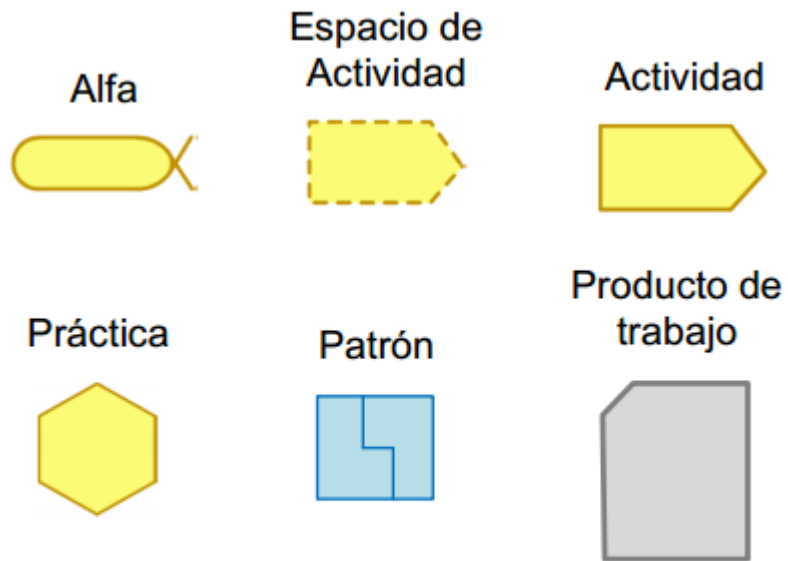 Alfa
Espacio de
Actividad
Actividad
Práctica
Patrón
Producto de
trabajo